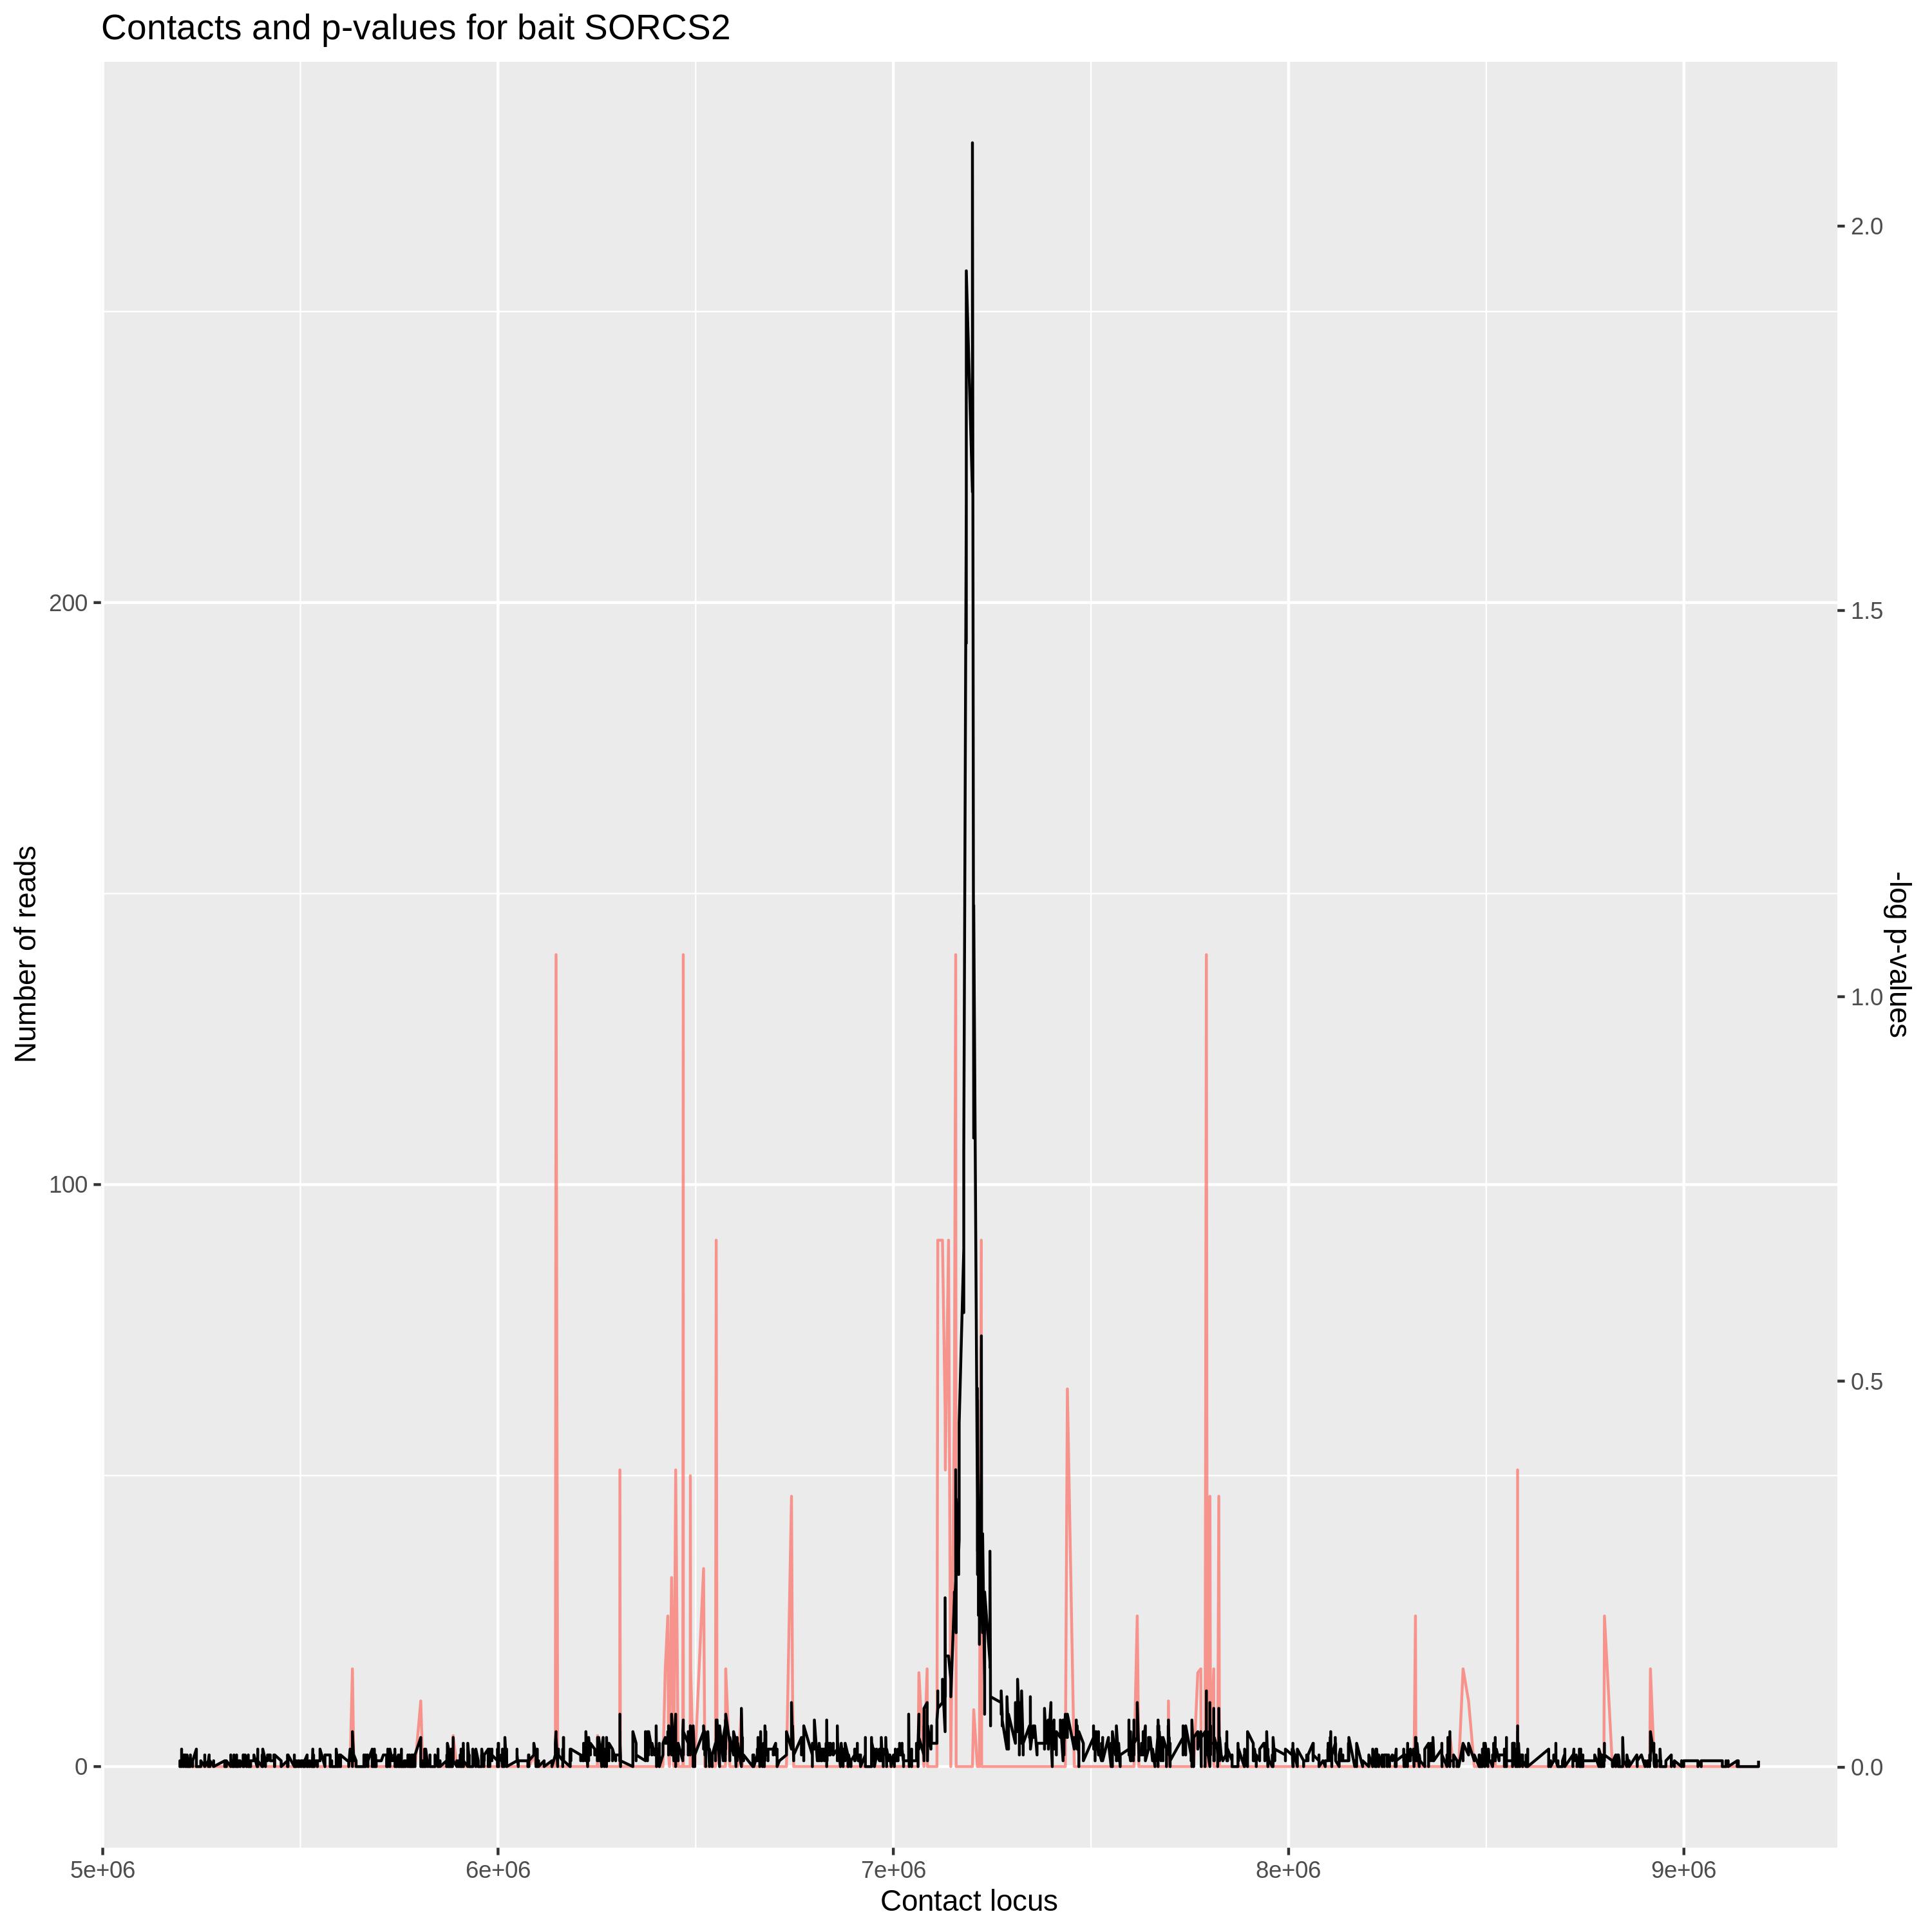 Contacts and p-values for bait SORCS2
Number of reads
200
100
0
2.0
1.5
1.0
0.5
0.0
-log p-values
5e+06
6e+06
7e+06
8e+06
9e+06
Contact locus